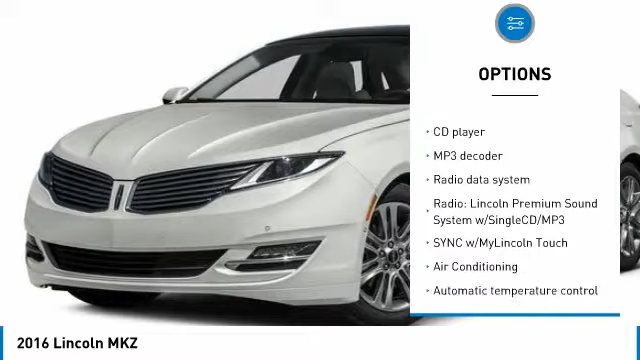 OPTIONS
CD player
MP3 decoder
Radio data system
Radio: Lincoln Premium Sound
System w/SingleCD/MP3
SYNC w/MyLincoln Touch
Air Conditioning
Automatic temperature control
2016 Lincoln MKZ